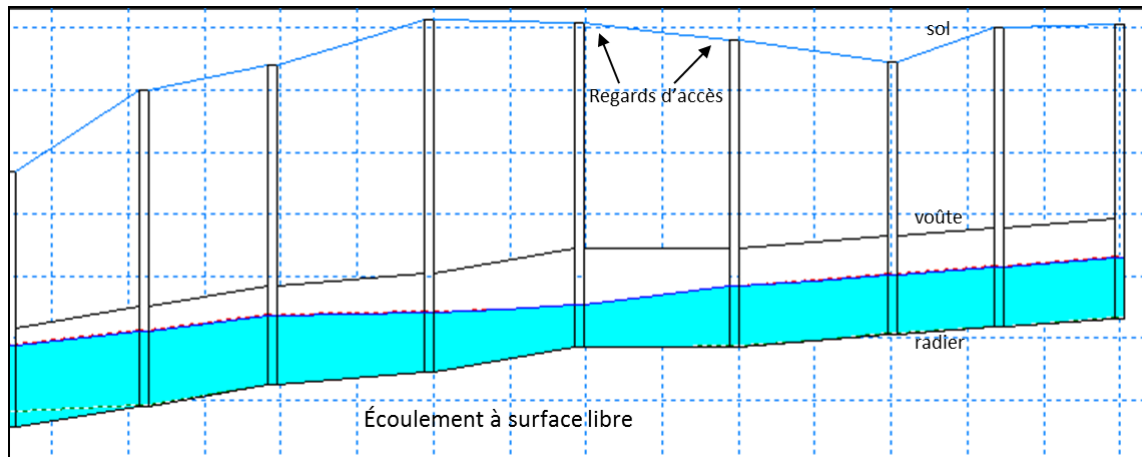 sol
Regards d'accès
voûte
radier
Écoulement à surface libre